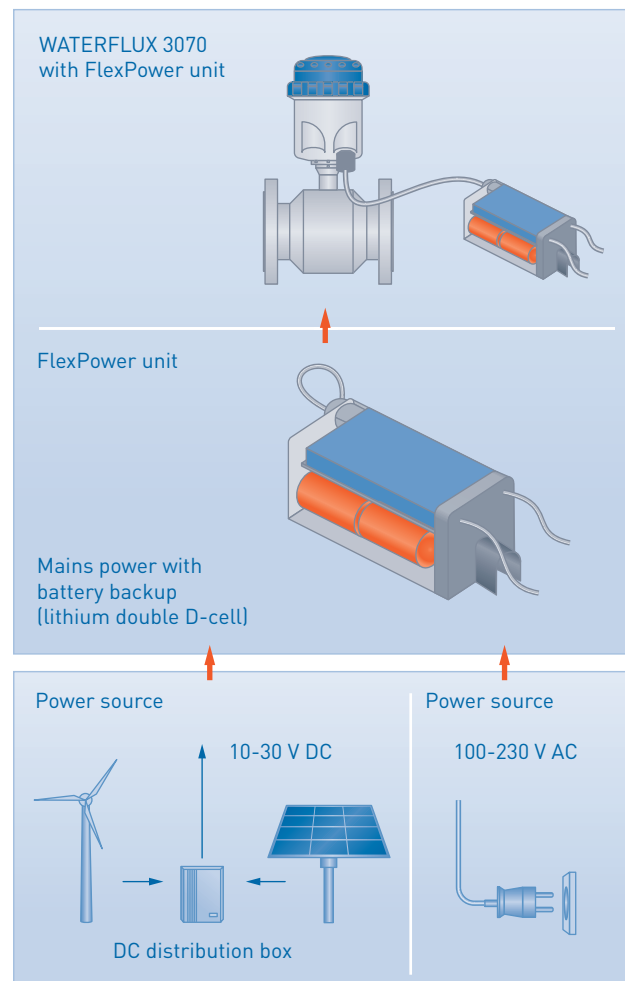 WATERFLUX 3070
with FlexPower unit
FlexPower unit
Mains power with
battery backup
(lithium double D-cell)
Power source
10-30 V DC
DC distribution box
Power source
100-230 V AC